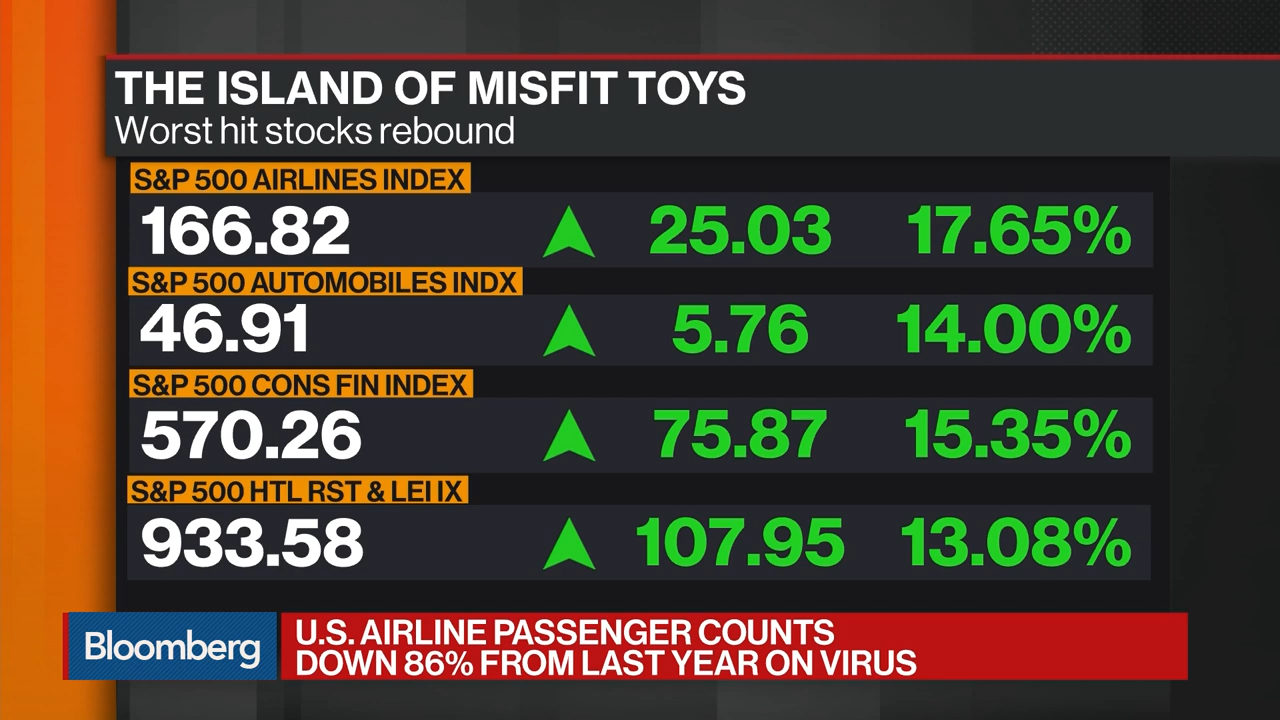 THE ISLAND OF MISFIT TOYS
Worst hit stocks rebound
S&P 500 AIRLINES INDEX
166.82 25.03 17.65%
S&P 500 AUTOMOBILES INDX
46.91 5.76 14.00%
S&P 500 CONS FIN INDEX
570.26 75.87 15.35%
S&P 500 HTL RST & LEI IX
933.58 107.95 13.08%
Bloomberg
U.S. AIRLINE PASSENGER COUNTS
DOWN 86% FROM LAST YEAR ON VIRUS